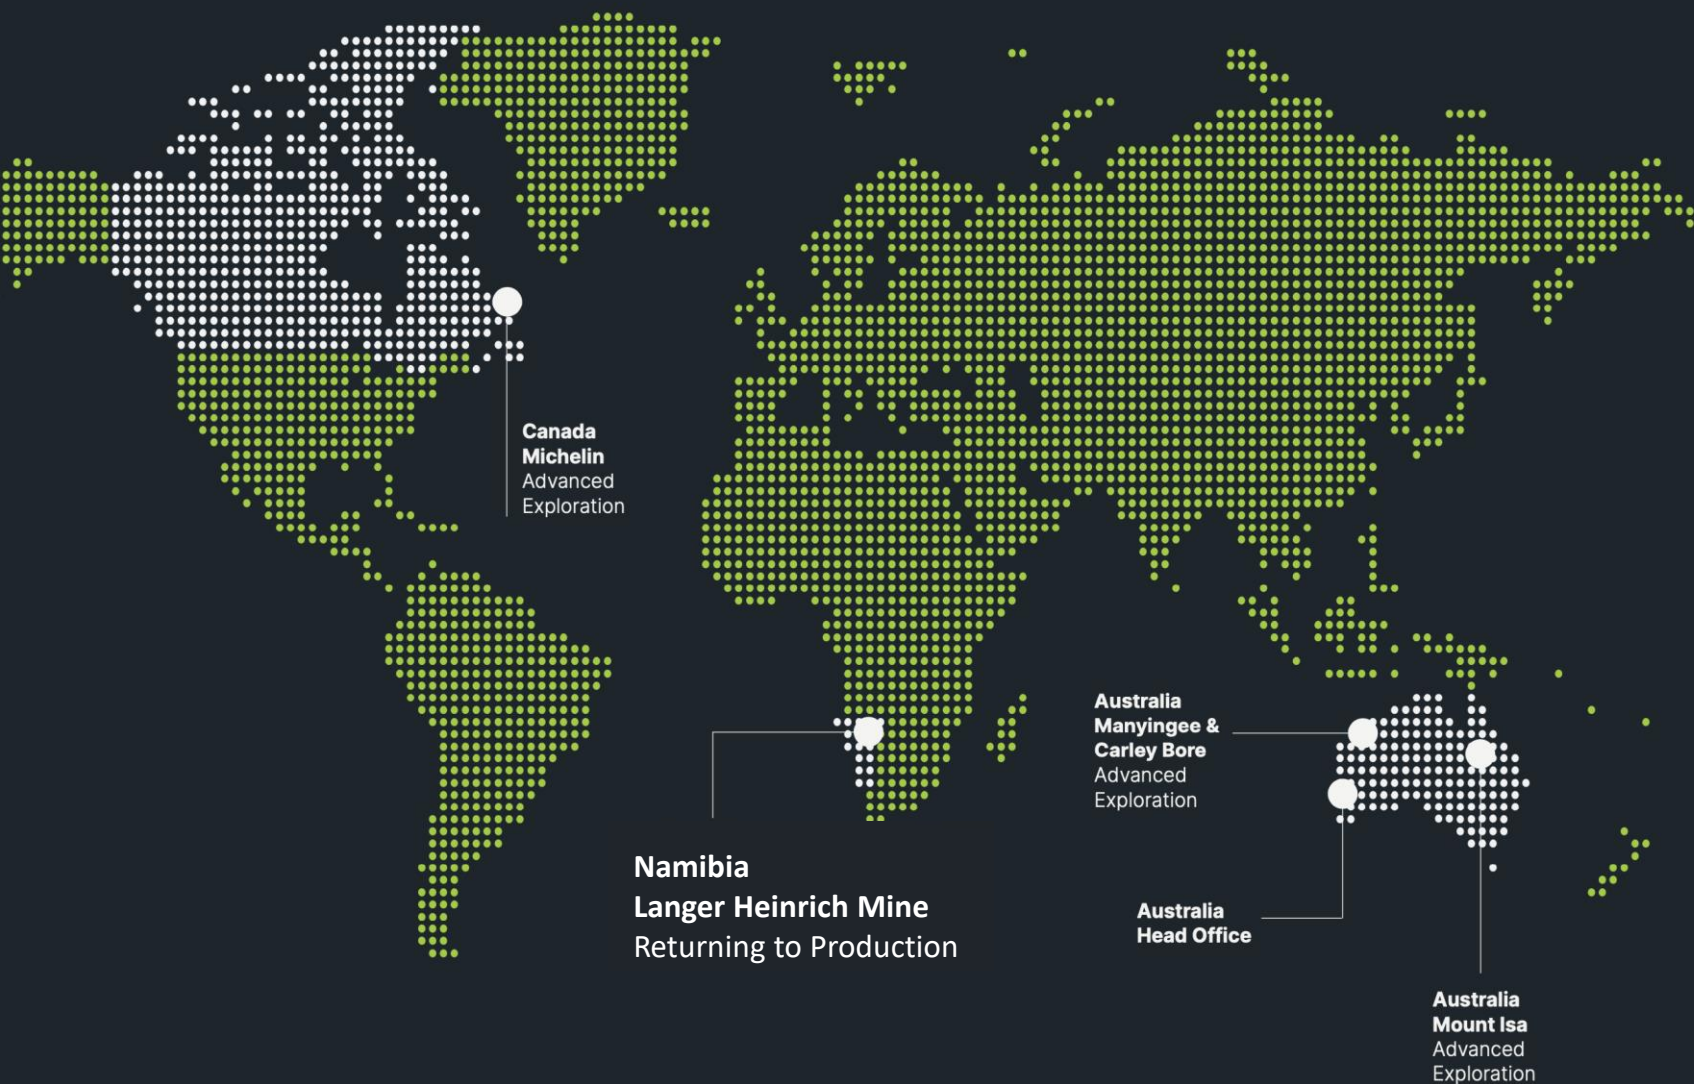 Canada
Michelin
Advanced
Exploration
Australia
Manyingee &
Carley Bore
Advanced
Exploration
Namibia
Langer Heinrich Mine
Returning to Production
Australia
Head Office
Australia
Mount Isa
Advanced
Exploration